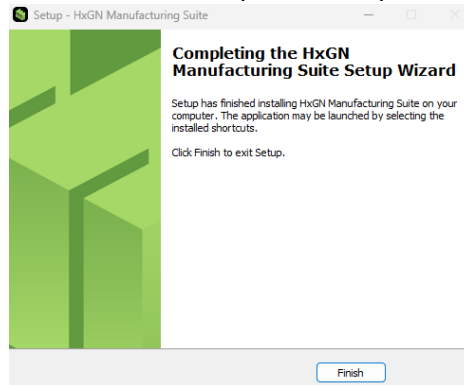 Setup - HxGN Manufacturing Suite
Completing the HxGN
Manufacturing Suite Setup Wizard
Setup has finished installing HxGN Manufacturing Suite on your
computer. The application may be launched by selecting the
installed shortcuts.
Click Finish to exit Setup.
Finish